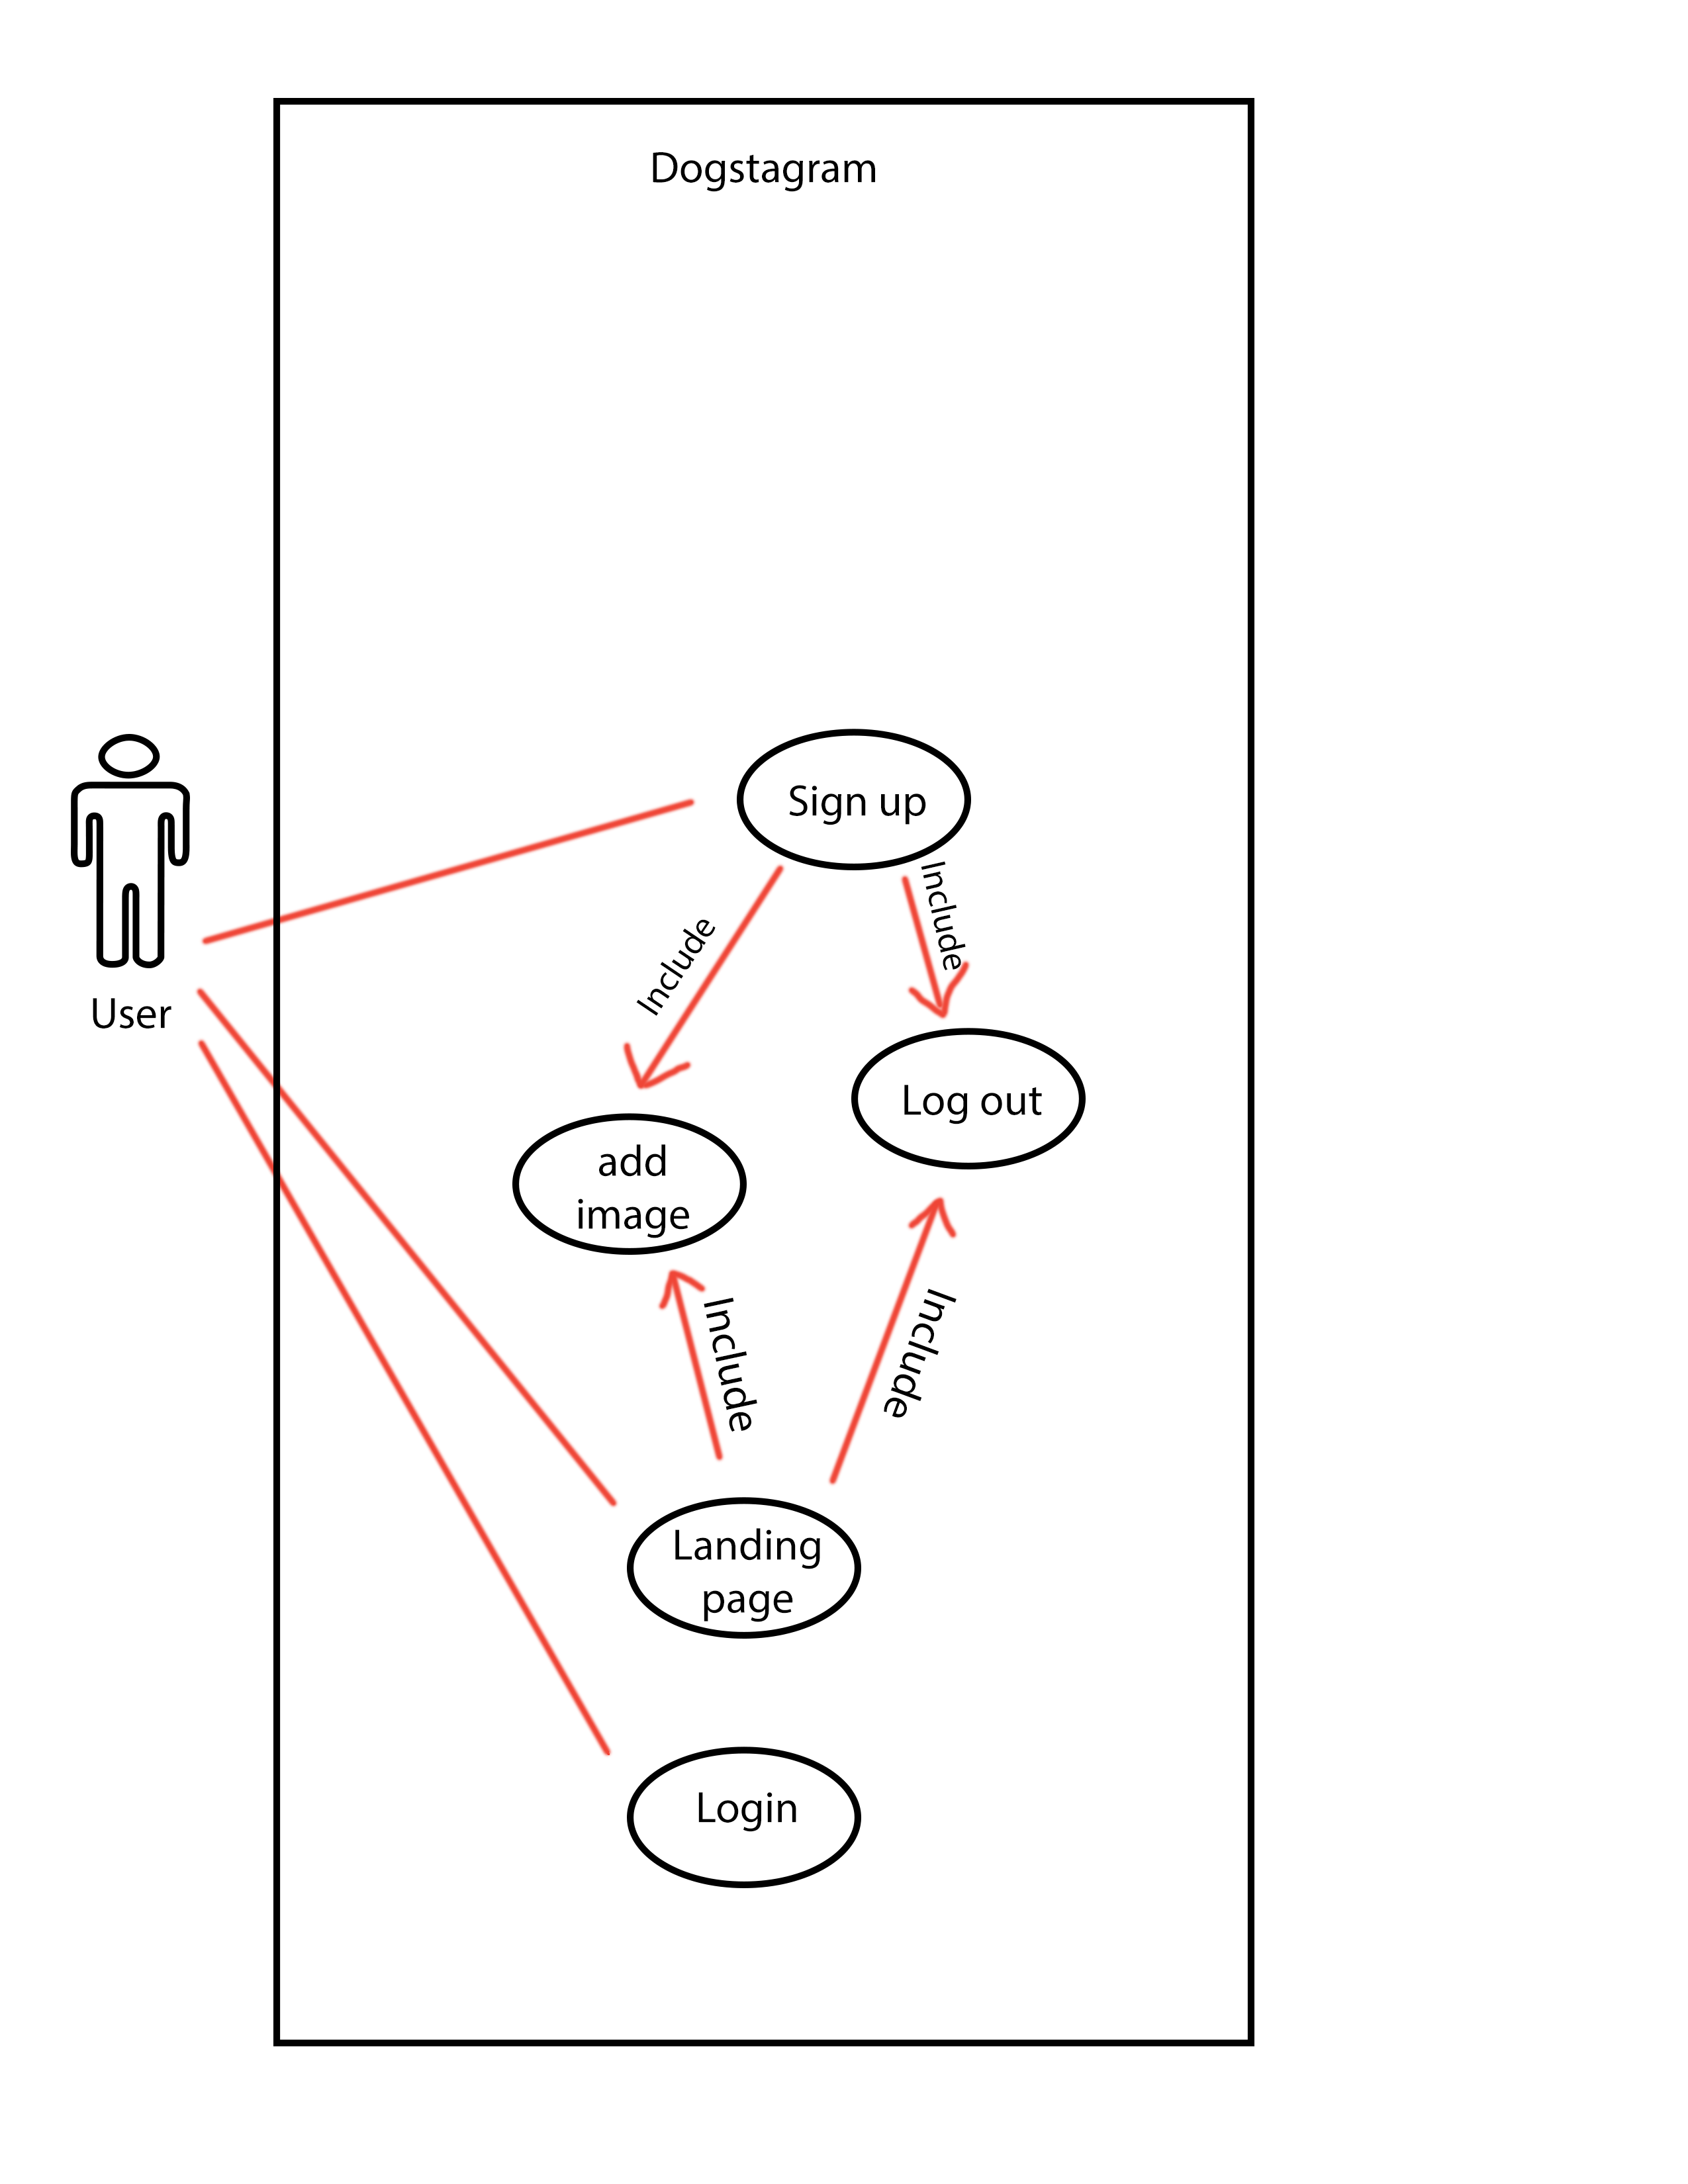 Dogstagram
Sign up
Include
Include
User
Log out
add
image
Include
Include
Landing
page
Login